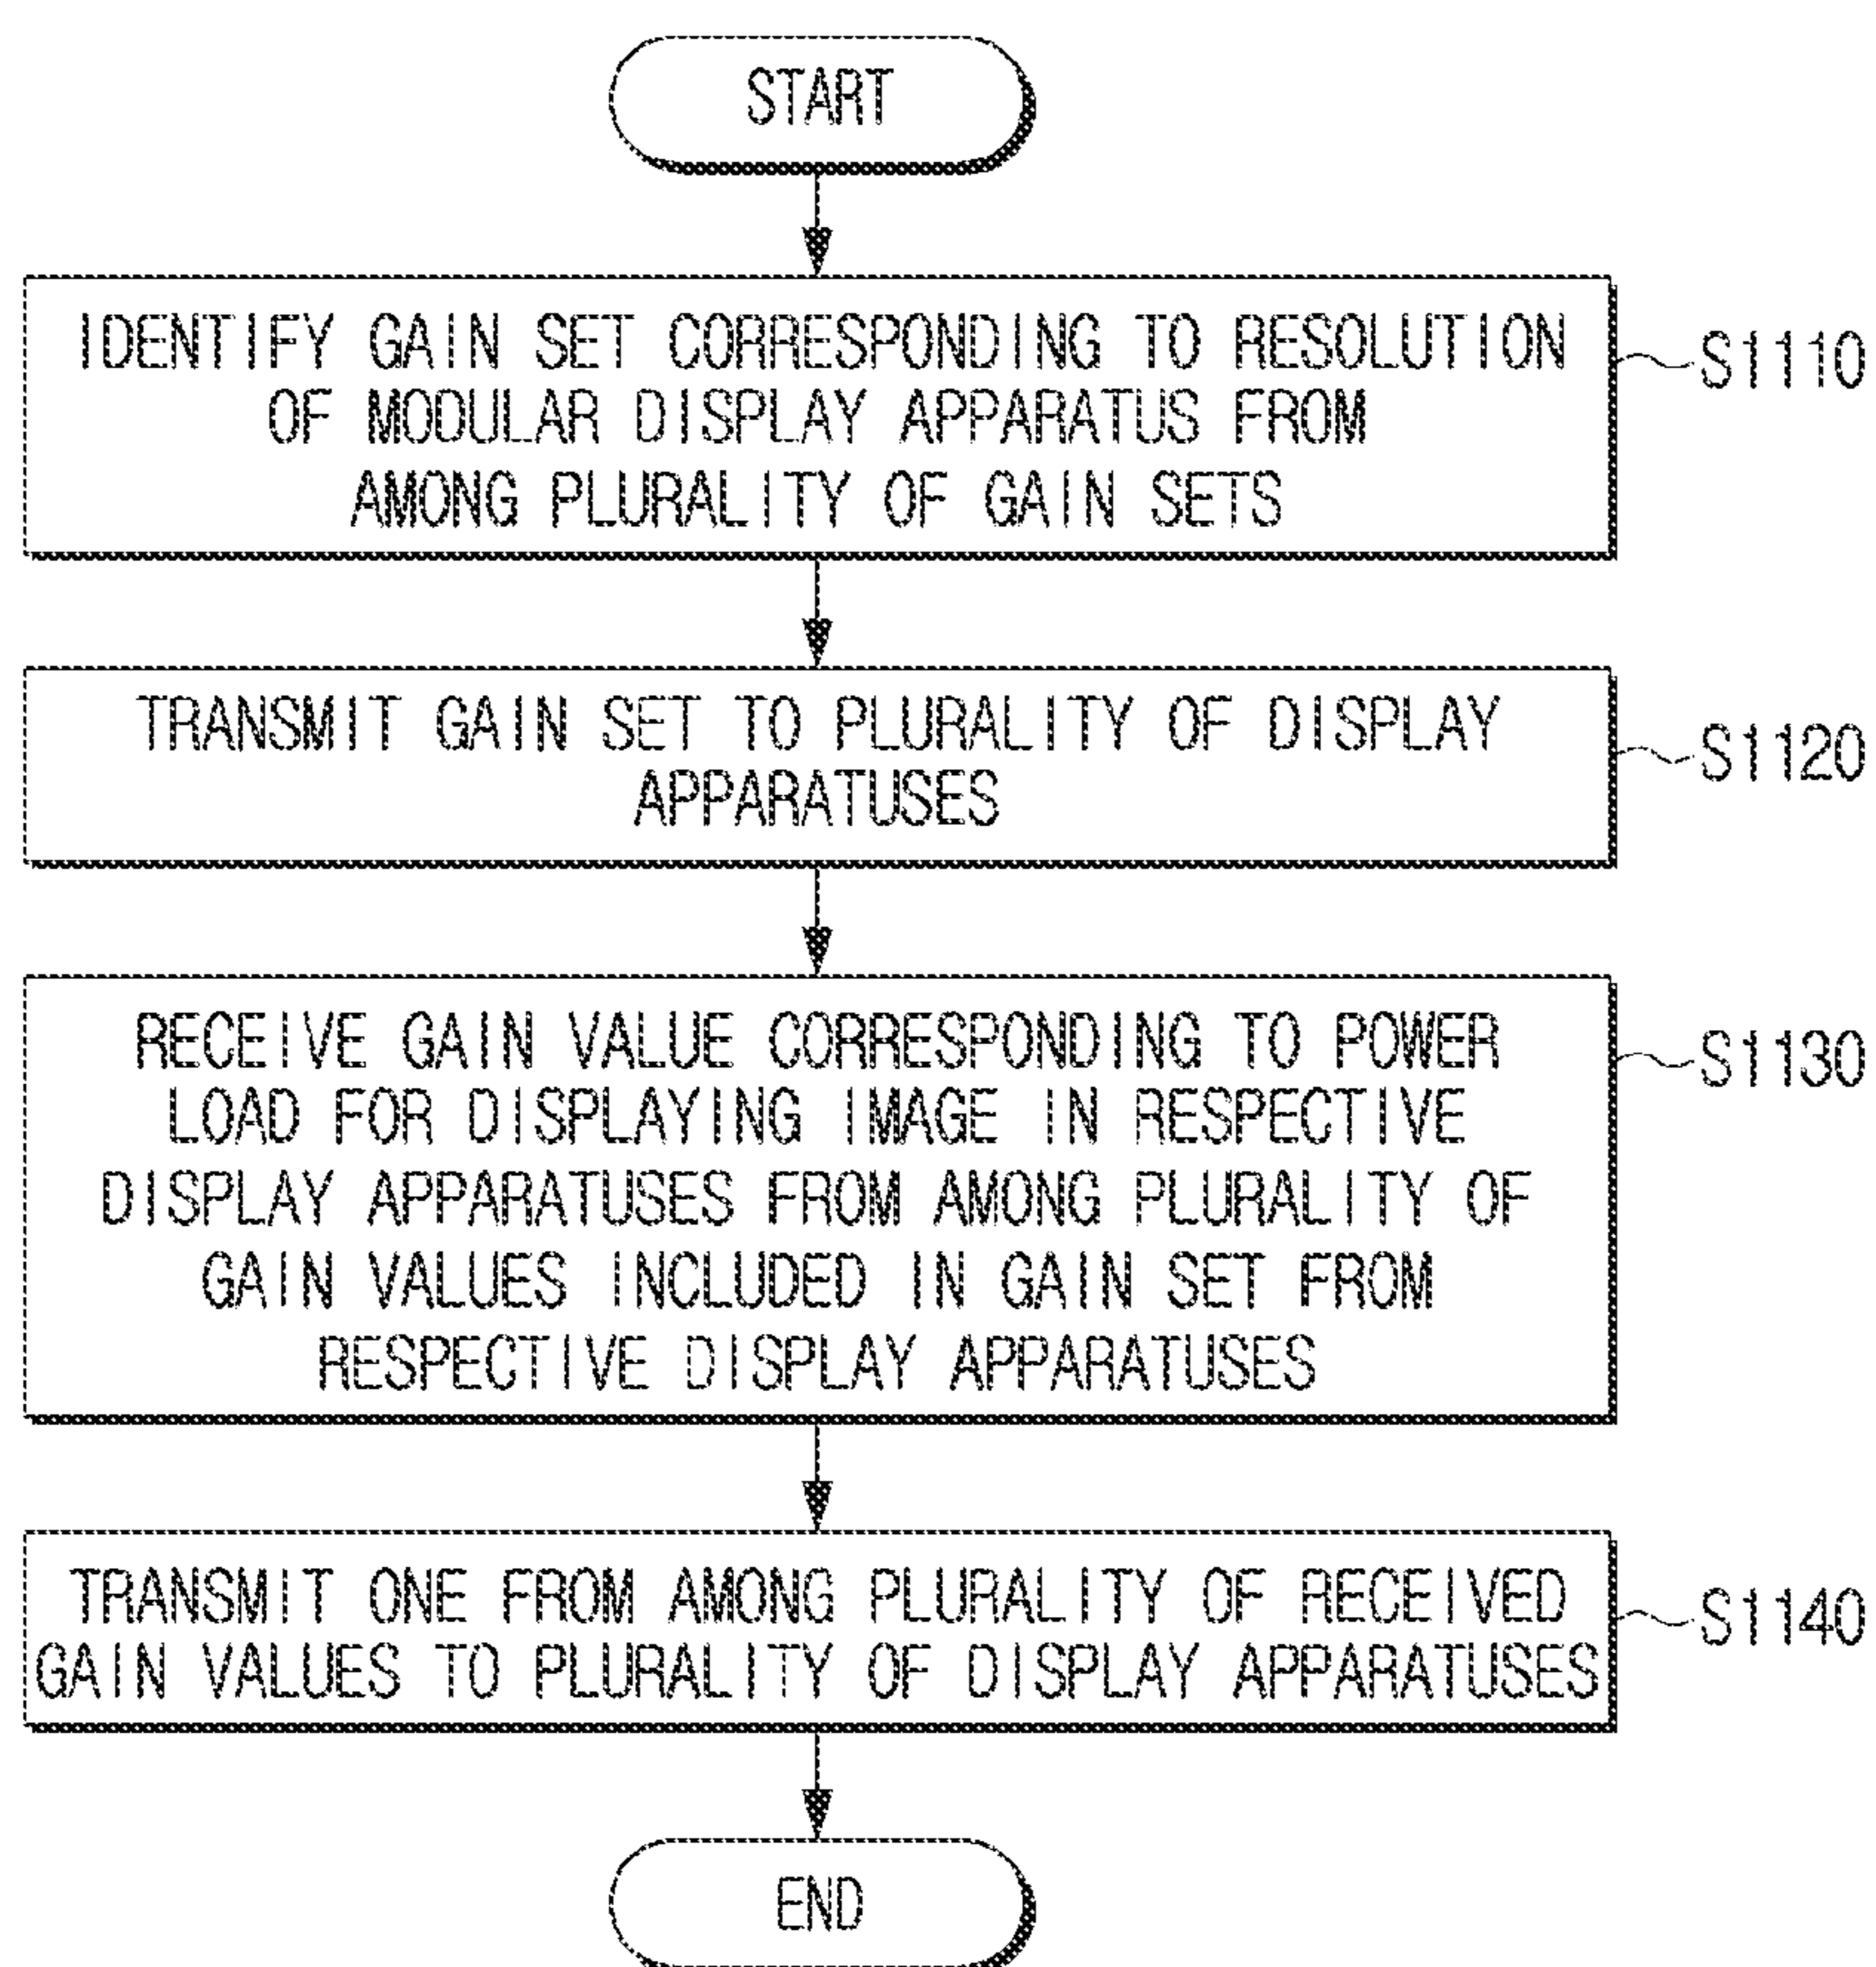 START
IDENTIFY GAIN SET CORRESPONDING TO RESOLUTION
OF MODULAR DISPLAY APPARATUS FROM
AMONG PLURALITY OF GAIN SETS
S1110
TRANSMIT GAIN SET TO PLURALITY OF DISPLAY
APPARATUSES
S1120
RECEIVE GAIN VALUE CORRESPONDING TO POWER
LOAD FOR DISPLAYING IMAGE IN RESPECTIVE
DISPLAY APPARATUSES FROM AMONG PLURALITY OF
GAIN VALUES INCLUDED IN GAIN SET FROM
RESPECTIVE DISPLAY APPARATUSES
S1130
TRANSMIT ONE FROM AMONG PLURALITY OF RECEIVED
GAIN VALUES TO PLURALITY OF DISPLAY APPARATUSES
S1140
END